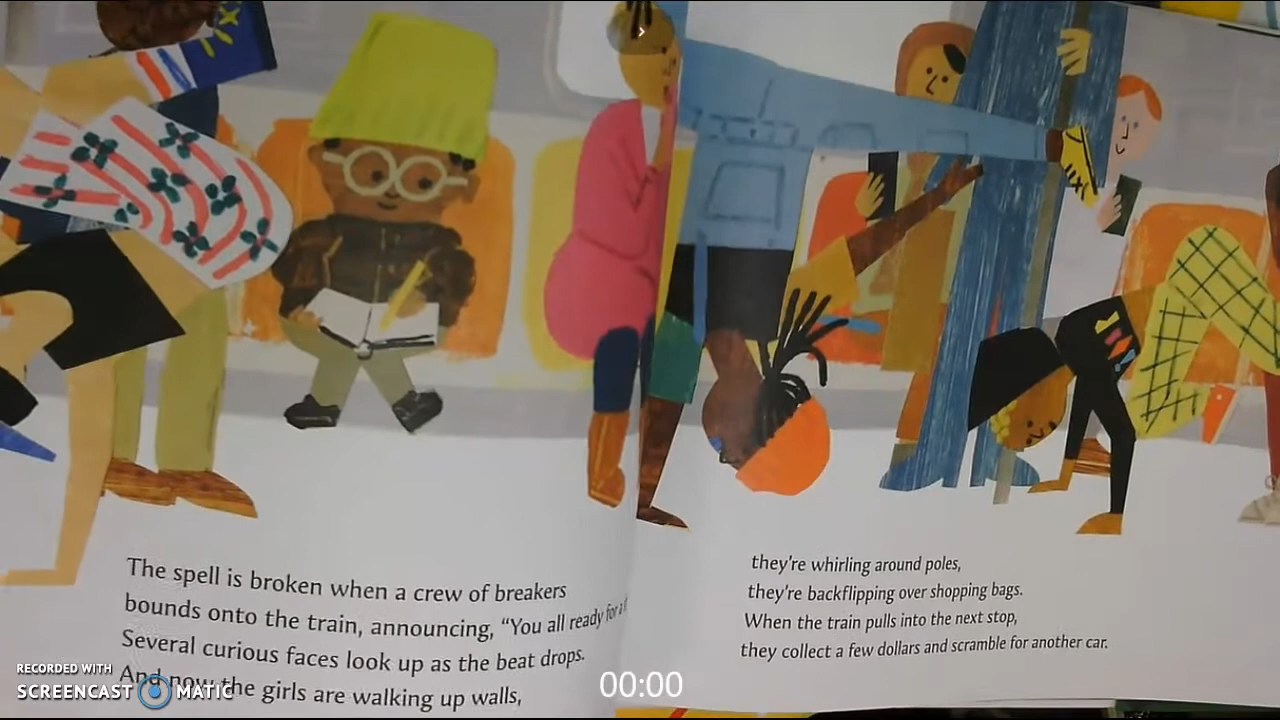 The spell is broken when a crew of breakers
bounds onto the train, announcing, "You all ready for a
Several curious faces look up as the beat drops.
And now the girls are walking up walls,
they're whirling around poles,
they're backflipping over shopping bags.
When the train pulls into the next stop,
they collect a few dollars and scramble for another car.
RECORDED WITH
SCREENCAST MATIC
00:00